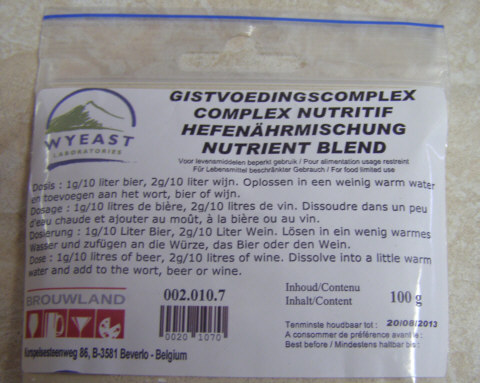 GISTVOEDINGSCOMPLEX
COMPLEX NUTRITIF
HEFENÄHRMISCHUNG
NUTRIENT BLEND
WYEAST
LABORATORIES
Voor levensmiddelen beperkt gebruik / Pour alimentation usage restreint
Für Lebensmittel beschränkter Gebrauch / For food limited use
Dosis : 1g/10 liter bier, 2g/10 liter wijn. Oplossen in een weinig warm water
en toevoegen aan het wort, bier of wijn.
Dosage : 1g/10 litres de bière, 2g/10 litres de vin. Dissoudre dans un peu
d'eau chaude et ajouter au moût, à la bière ou au vin.
Dosierung : 1g/10 Liter Bier, 2g/10 Liter Wein. Lösen in ein wenig warmes
Wasser und zufügen an die Würze, das Bier oder den Wein.
Dose : 1g/10 litres of beer, 2g/10 litres of wine. Dissolve into a little warm
water and add to the wort, beer or wine.
BROUWLAND
002.010.7
0020 1070
Inhoud/Contenu
Inhalt/Content 100 g
Tenminste houdbaar tot : 20/08/2013
A consommer de préférence avant le :
Best before / Mindestens haltbar bis :
Korspelsesteenweg 86, B-3581 Beverlo - Belgium